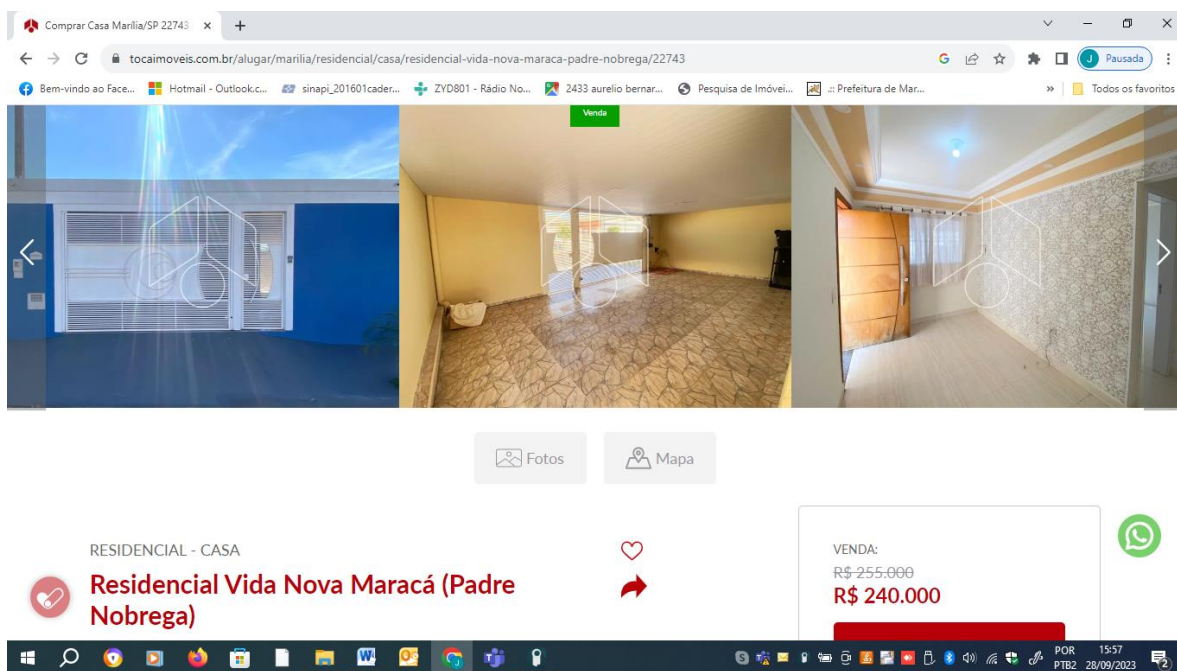 Comprar Casa Marília/SP 22743
tocaimoveis.com.br/alugar/marilia/residencial/casa/residencial-vida-nova-maraca-padre-nobrega/22743
J Pausada
Bem-vindo ao Face... Hotmail - Outlook.c... sinapi_201601cader... ZYD801 - Rádio No... 2433 aurelio bernar... Pesquisa de Imóvei... .:: Prefeitura de Mar... » Todos os favoritos
Venda
Fotos Mapa
RESIDENCIAL - CASA
Residencial Vida Nova Maracá (Padre
Nobrega)
VENDA:
R$ 255.000
R$ 240.000
POR 15:57
PTB2 28/09/2023
2